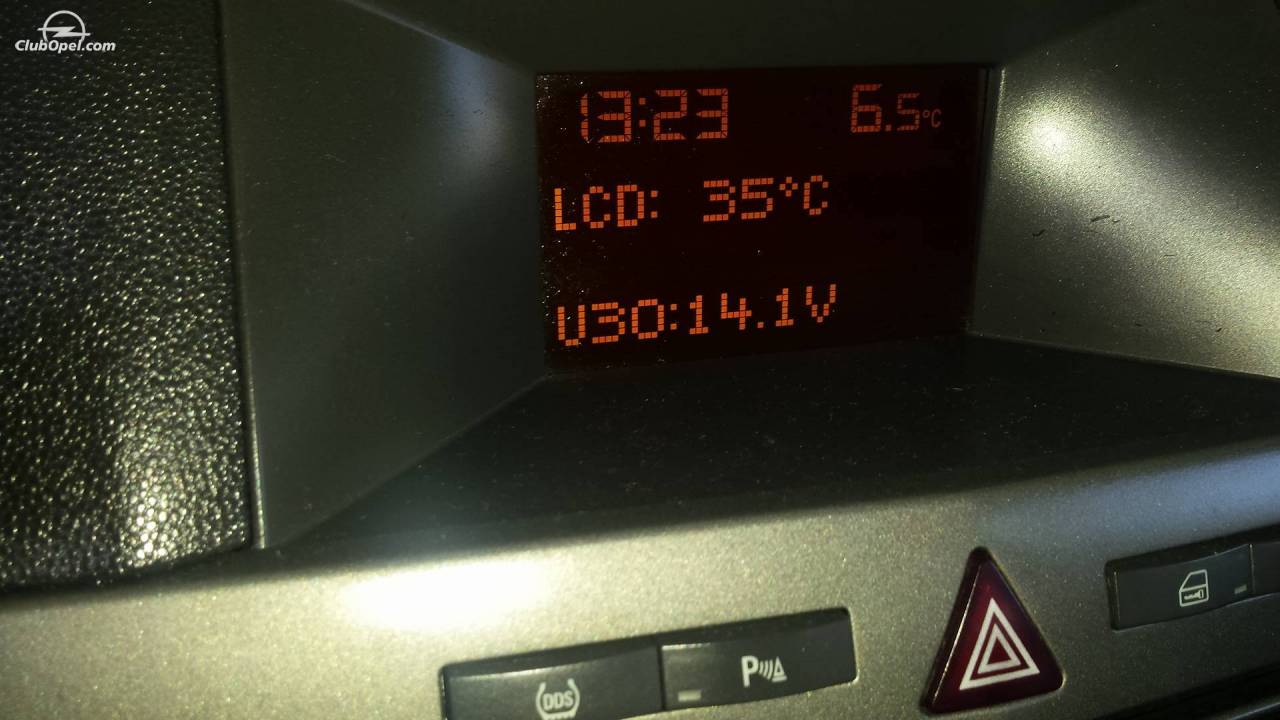 ClubOpel.com
13:23 6.5°C
LCD: 35°C
U30:14.1V
DDS
P